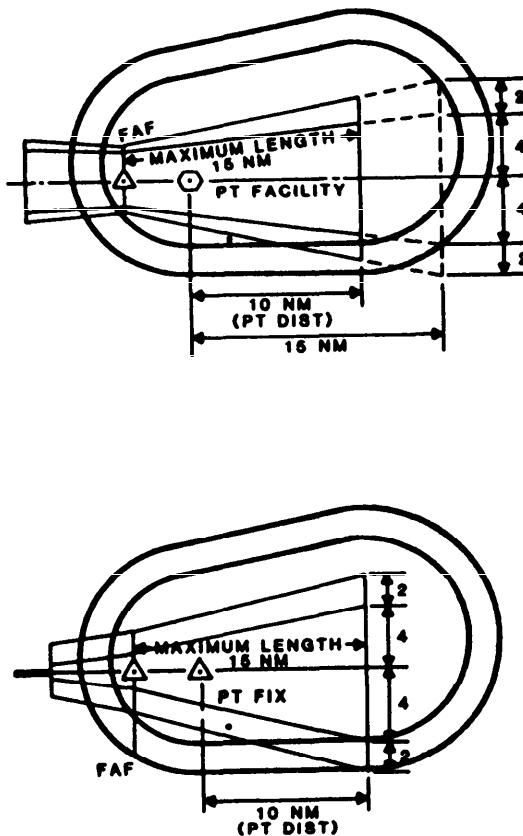 FAF
2
MAXIMUM LENGTH
15 NM
4
PT FACILITY
4
2
10 NM
(PT DIST)
15 NM
2
MAXIMUM LENGTH
15 NM
4
PT FIX
4
FAF
2
10 NM
(PT DIST)